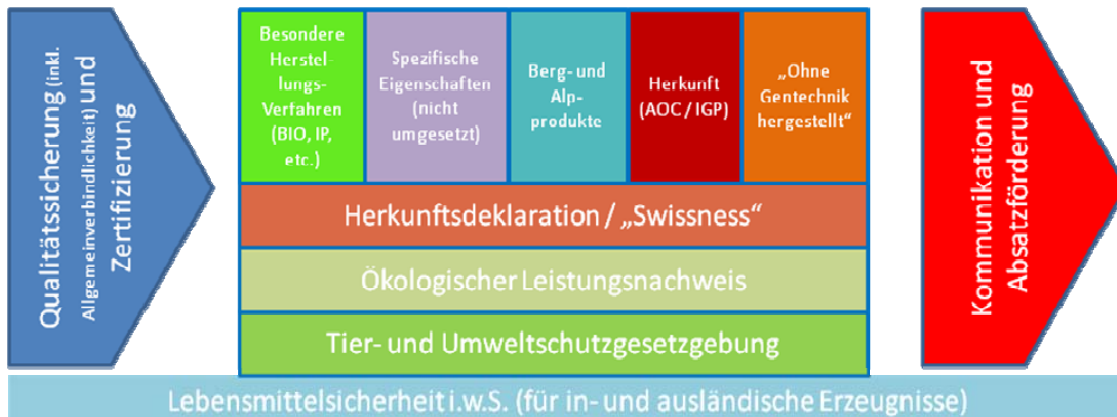 Qualitätssicherung (inkl.
Allgemeinverbindlichkeit) und
Zertifizierung
Besondere
Herstel-
lungs-
Verfahren
(BIO, IP,
etc.)
Spezifische
Eigenschaften
(nicht
umgesetzt)
Berg- und
Alp-
produkte
Herkunft
(AOC / IGP)
„Ohne
Gentechnik
hergestellt“
Herkunftsdeklaration / „Swissness“
Ökologischer Leistungsnachweis
Tier- und Umweltschutzgesetzgebung
Kommunikation und
Absatzförderung
Lebensmittelsicherheit i.w.S. (für in- und ausländische Erzeugnisse)